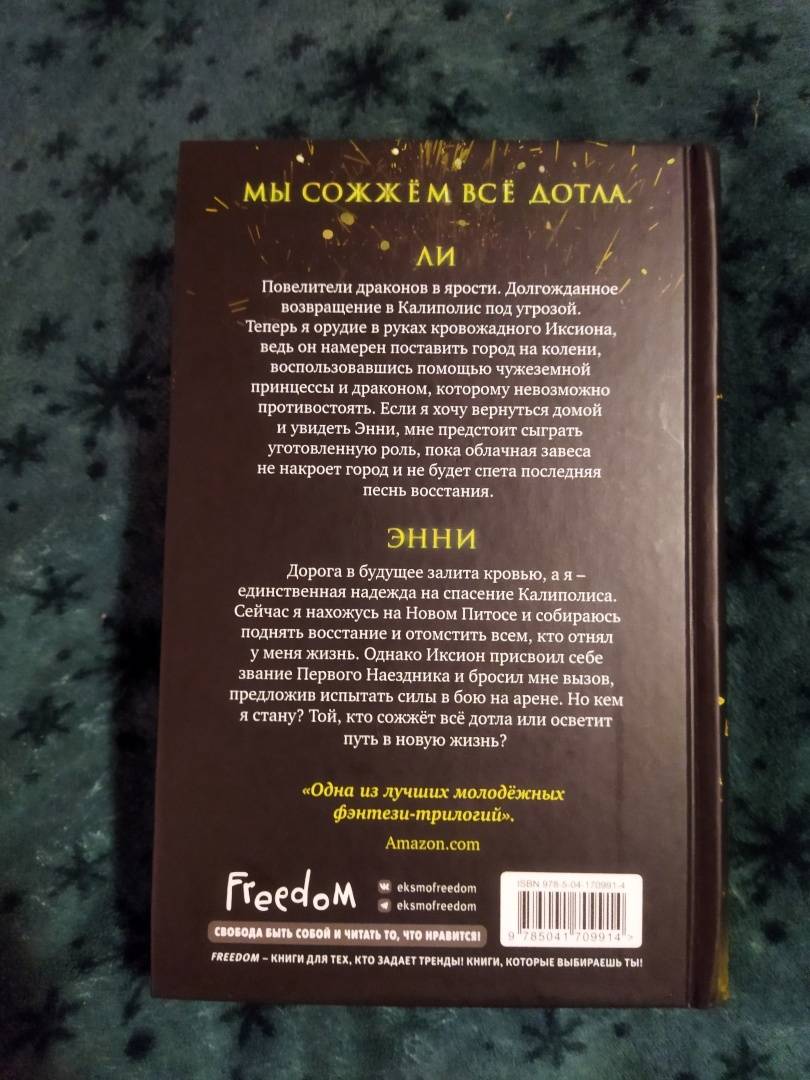 МЫ СОЖЖЁМ ВСЁ ДОТЛА.
ЛИ
Повелители драконов в ярости. Долгожданное
возвращение в Калиполис под угрозой.
Теперь я орудие в руках кровожадного Иксиона,
ведь он намерен поставить город на колени,
воспользовавшись помощью чужеземной
принцессы и драконом, которому невозможно
противостоять. Если я хочу вернуться домой
и увидеть Энни, мне предстоит сыграть
уготовленную роль, пока облачная завеса
не накроет город и не будет спета последняя
песнь восстания.
ЭННИ
Дорога в будущее залита кровью, а я –
единственная надежда на спасение Калиполиса.
Сейчас я нахожусь на Новом Питосе и собираюсь
поднять восстание и отомстить всем, кто отнял
у меня жизнь. Однако Иксион присвоил себе
звание Первого Наездника и бросил мне вызов,
предложив испытать силы в бою на арене. Но кем
я стану? Той, кто сожжёт всё дотла или осветит
путь в новую жизнь?
«Одна из лучших молодёжных
фэнтези-трилогий».
Amazon.com
Freedom
eksmofreedom
eksmofreedom
СВОБОДА БЫТЬ СОБОЙ И ЧИТАТЬ ТО, ЧТО НРАВИТСЯ!
FREEDOM – КНИГИ ДЛЯ ТЕХ, КТО ЗАДАЕТ ТРЕНДЫ! КНИГИ, КОТОРЫЕ ВЫБИРАЕШЬ ТЫ!
ISBN 978-5-04-170991-4
9 785041 709914 >